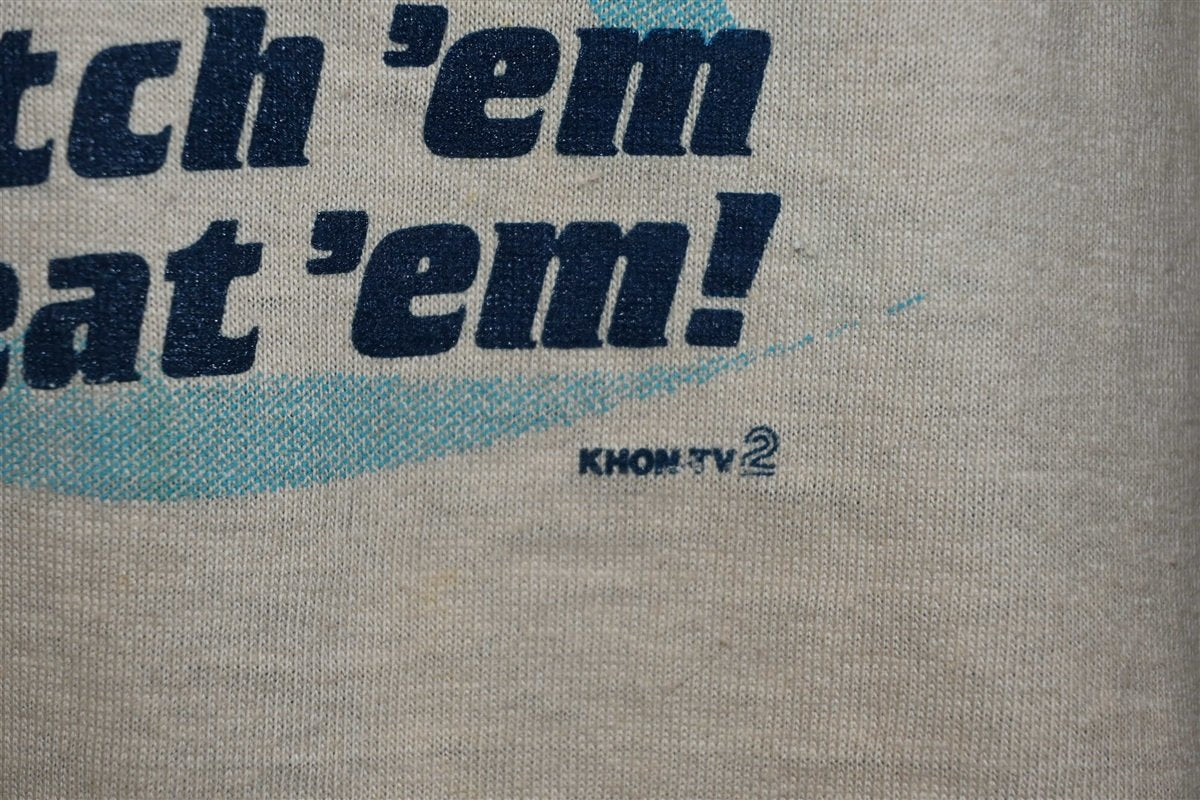 tch 'em
eat 'em!
KHON-TV 2